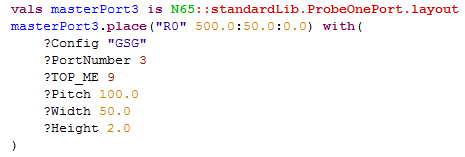 vals masterPort3 is N65::standardLib.ProbeOnePort.layout
masterPort3.place("R0" 500.0:50.0:0.0) with(
?Config "GSG"
?PortNumber 3
?TOP_ME 9
?Pitch 100.0
?Width 50.0
?Height 2.0
)